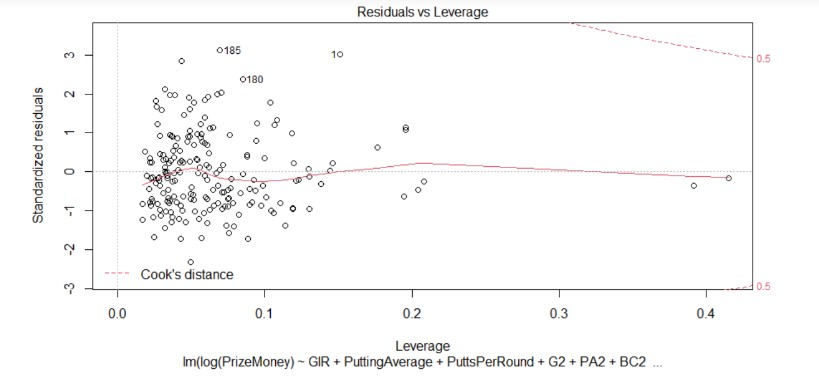 Residuals vs Leverage
Standardized residuals
3
2
1
0
-1
-2
-3
185
1
180
0.5
0.5
Cook's distance
0.0 0.1 0.2 0.3 0.4
Leverage
lm(log(PrizeMoney) ~ GIR + PuttingAverage + PuttsPerRound + G2 + PA2 + BC2 ...